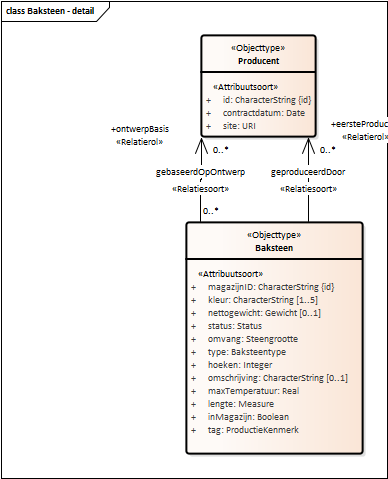 class Baksteen - detail
«Objecttype»
Producent
«Attribuutsoort»
+ id: CharacterString {id}
+ contractdatum: Date
+ site: URI
+ontwerpBasis
«Relatierol»
0..*
+eersteProduc
«Relatierol»
0..*
gebaseerdOpOntwerp
«Relatiesoort»
geproduceerdDoor
«Relatiesoort»
0..*
«Objecttype»
Baksteen
«Attribuutsoort»
+ magazijnID: CharacterString {id}
+ kleur: CharacterString [1..5]
+ nettogewicht: Gewicht [0..1]
+ status: Status
+ omvang: Steengrootte
+ type: Baksteentype
+ hoeken: Integer
+ omschrijving: CharacterString [0..1]
+ maxTemperatuur: Real
+ lengte: Measure
+ inMagazijn: Boolean
+ tag: ProductieKenmerk